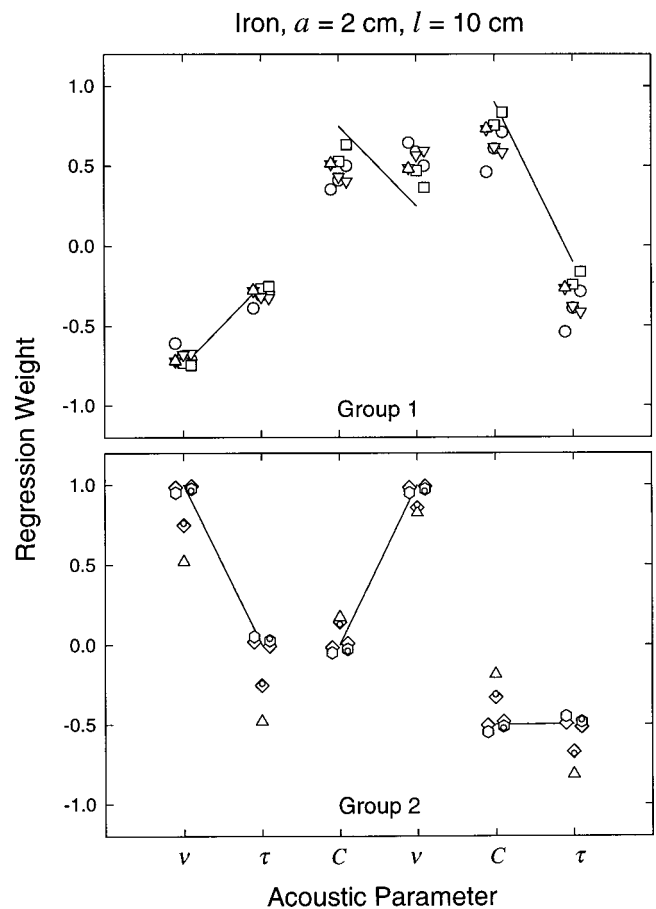 Iron, a = 2 cm, l = 10 cm
Regression Weight
1.0
0.5
0.0
-0.5
-1.0
Group 1
1.0
0.5
0.0
-0.5
-1.0
Group 2
ν τ C ν C τ
Acoustic Parameter